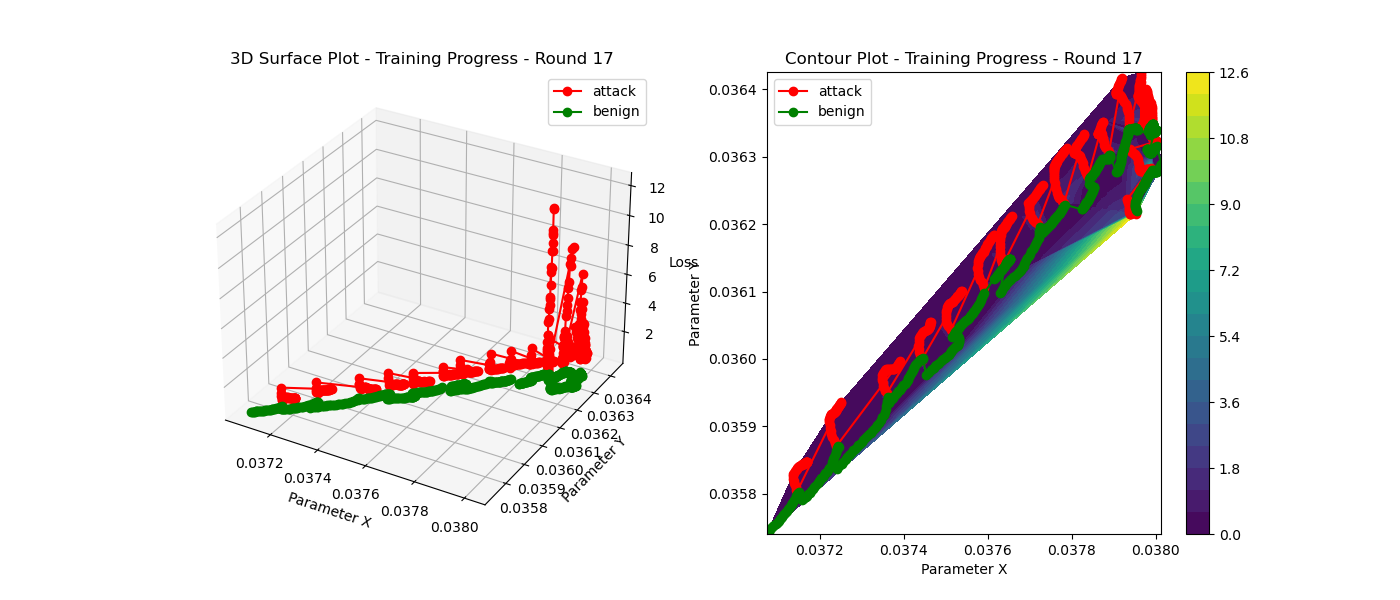 3D Surface Plot - Training Progress - Round 17
attack
benign
12
10
8
6
4
2
Loss
0.0364
0.0363
0.0362
0.0361
0.0360
0.0359
0.0358
Parameter Y
0.0372
0.0374
0.0376
0.0378
0.0380
Parameter X
Contour Plot - Training Progress - Round 17
attack
benign
0.0364
0.0363
0.0362
0.0361
0.0360
0.0359
0.0358
Parameter Y
0.0372 0.0374 0.0376 0.0378 0.0380
Parameter X
12.6
10.8
9.0
7.2
5.4
3.6
1.8
0.0